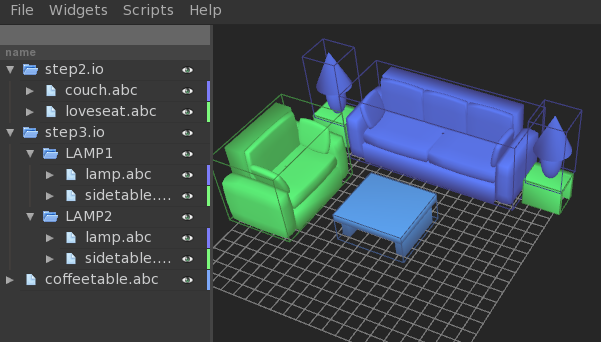 File Widgets Scripts Help
name
step2.io
couch.abc
loveseat.abc
step3.io
LAMP1
lamp.abc
sidetable....
LAMP2
lamp.abc
sidetable....
coffeetable.abc